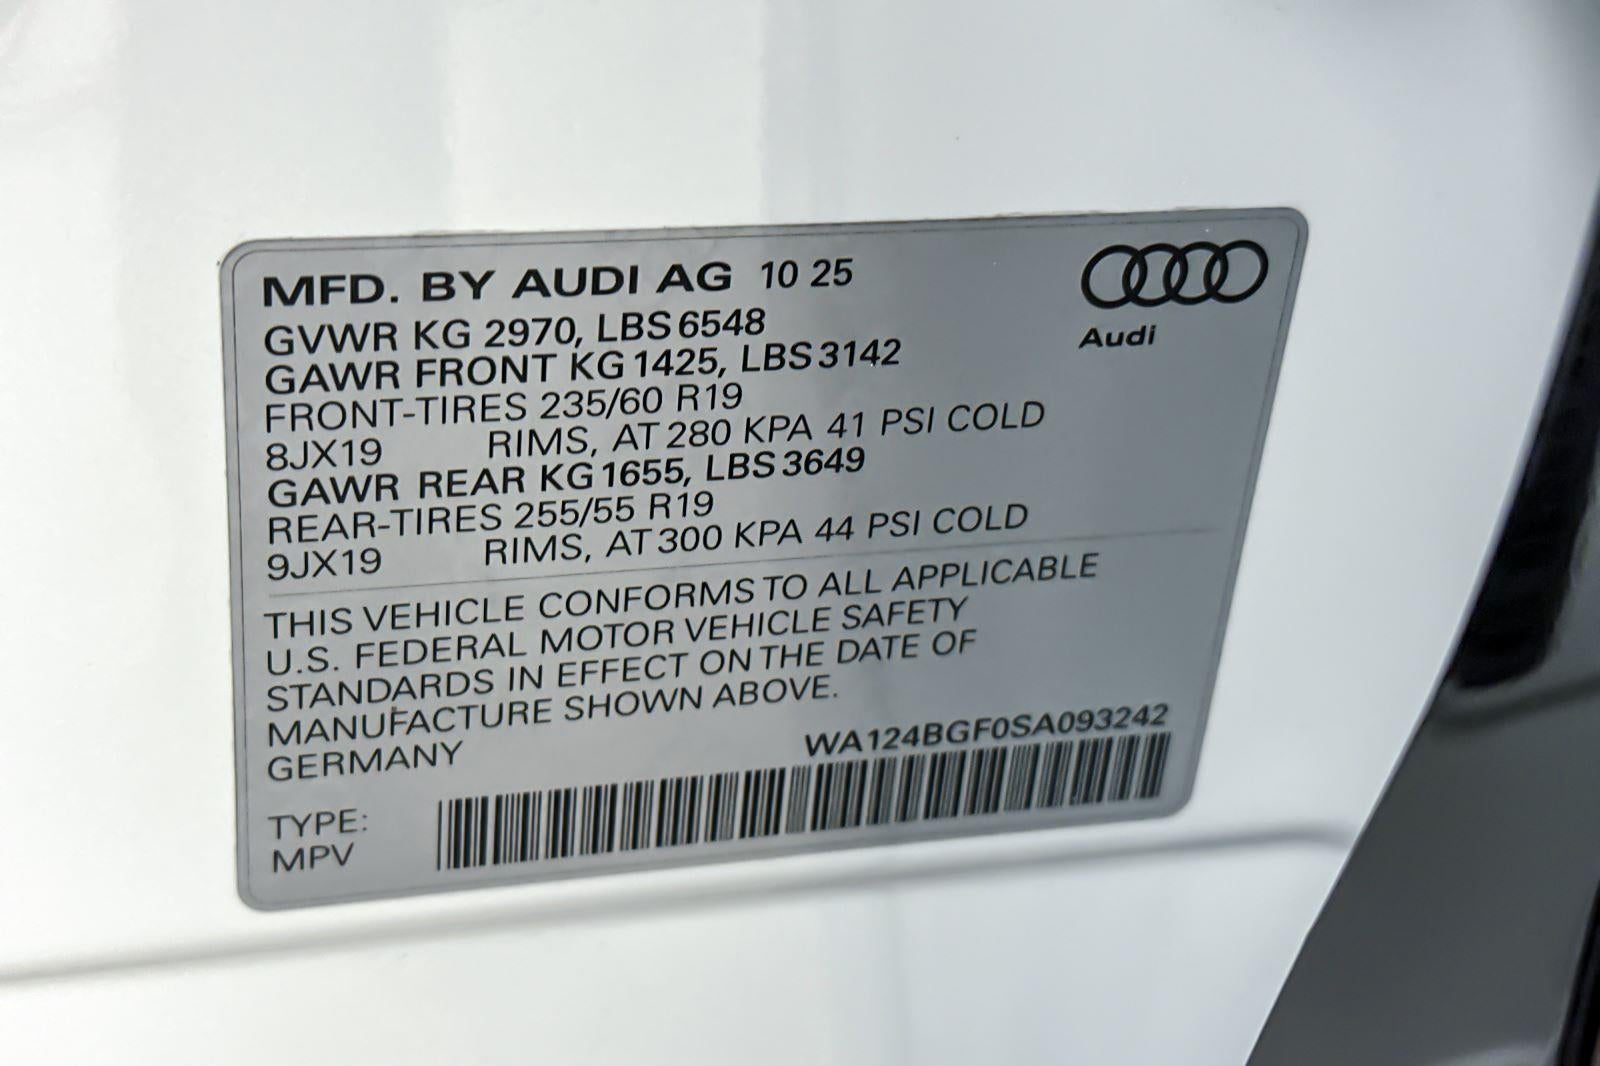 MFD. BY AUDI AG 10 25
GVWR KG 2970, LBS 6548
GAWR FRONT KG 1425, LBS 3142
FRONT-TIRES 235/60 R19
8JX19 RIMS, AT 280 KPA 41 PSI COLD
GAWR REAR KG 1655, LBS 3649
REAR-TIRES 255/55 R19
9JX19 RIMS, AT 300 KPA 44 PSI COLD
Audi
THIS VEHICLE CONFORMS TO ALL APPLICABLE
U.S. FEDERAL MOTOR VEHICLE SAFETY
STANDARDS IN EFFECT ON THE DATE OF
MANUFACTURE SHOWN ABOVE.
GERMANY
WA124BGF0SA093242
TYPE:
MPV